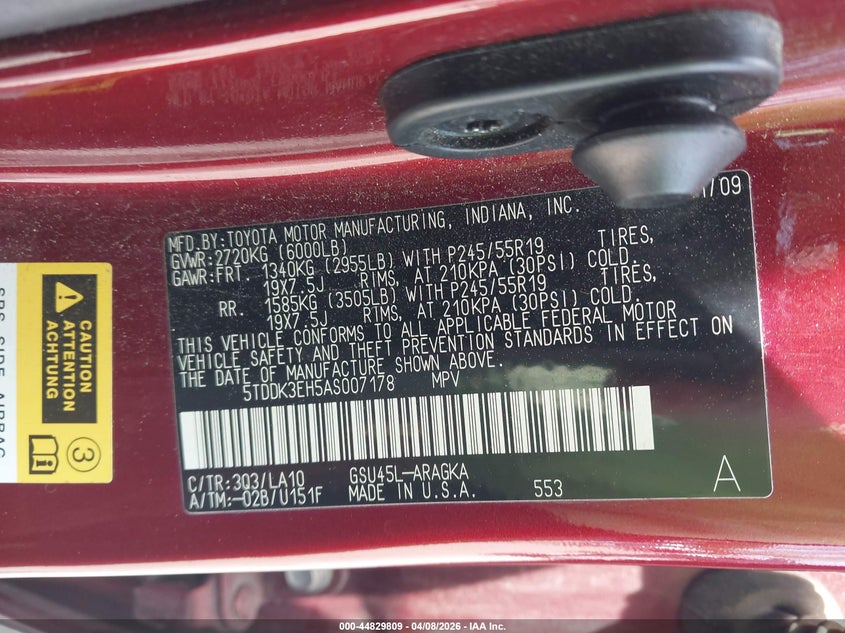 /09
MFD.BY:TOYOTA MOTOR MANUFACTURING, INDIANA, INC.
GVWR:2720KG (6000LB)
GAWR:FRT. 1340KG (2955LB) WITH P245/55R19 TIRES,
19X7.5J RIMS, AT 210KPA (30PSI) COLD.
RR. 1585KG (3505LB) WITH P245/55R19 TIRES,
19X7.5J RIMS, AT 210KPA (30PSI) COLD.
THIS VEHICLE CONFORMS TO ALL APPLICABLE FEDERAL MOTOR
VEHICLE SAFETY AND THEFT PREVENTION STANDARDS IN EFFECT ON
THE DATE OF MANUFACTURE SHOWN ABOVE.
5TDDK3EH5AS007178 MPV
C/TR:3Q3/LA10 GSU45L-ARAGKA
A/TM:-02B/U151F MADE IN U.S.A. 553
A
CAUTION
ATTENTION
ACHTUNG
3
SRS SIDE AIRBAG
000-44829809 - 04/08/2026 - IAA Inc.